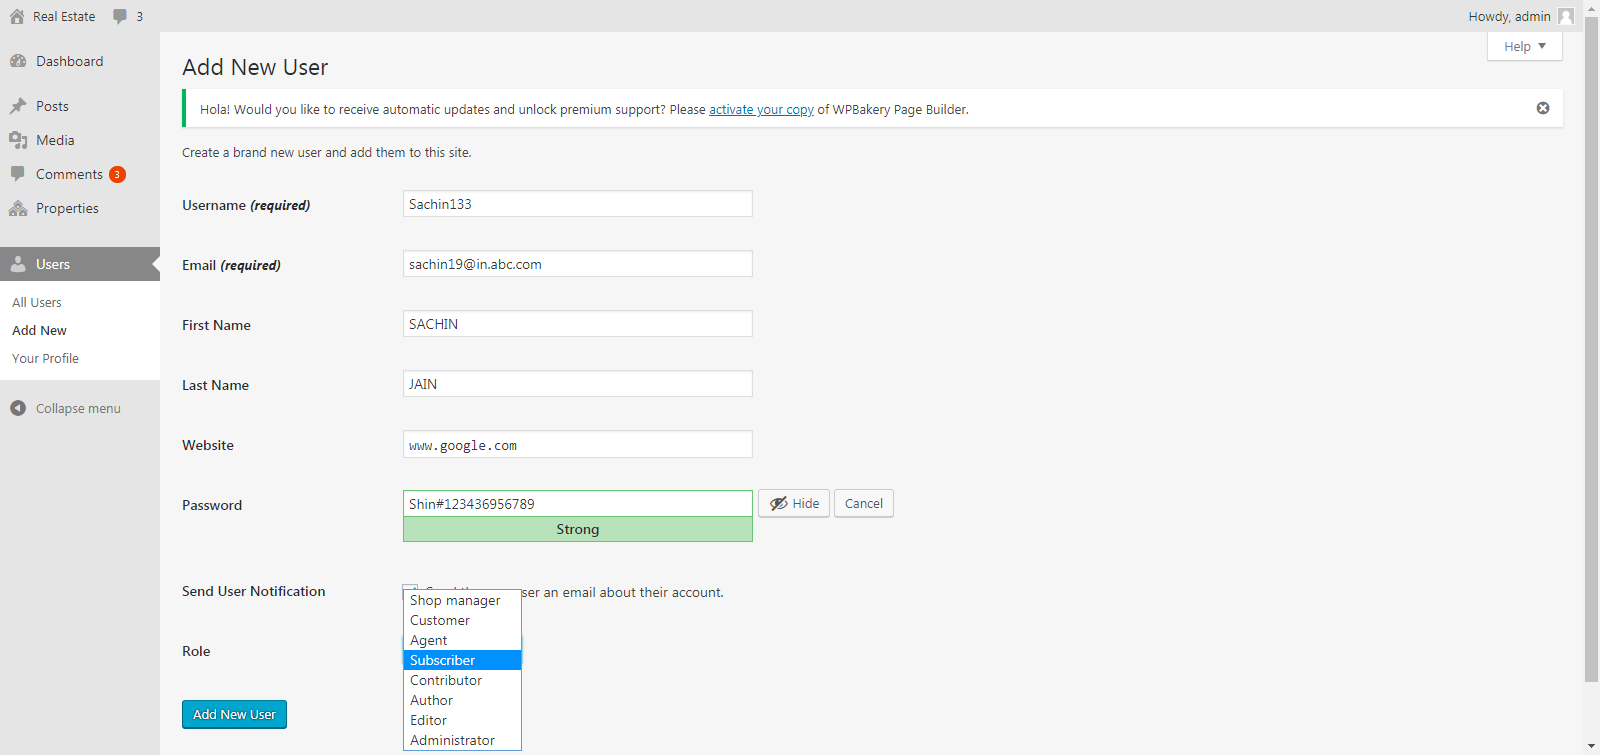 Real Estate 3 Howdy, admin
Help
Dashboard
Posts
Media
Comments 3
Properties
Users
All Users
Add New
Your Profile
Collapse menu
Add New User
Hola! Would you like to receive automatic updates and unlock premium support? Please activate your copy of WPBakery Page Builder.
Create a brand new user and add them to this site.
Username (required) Sachin133
Email (required) sachin19@in.abc.com
First Name SACHIN
Last Name JAIN
Website www.google.com
Password Shin#123436956789 Hide Cancel
Strong
Send User Notification an email about their account.
Role
Shop manager
Customer
Agent
Subscriber
Contributor
Author
Editor
Administrator
Add New User